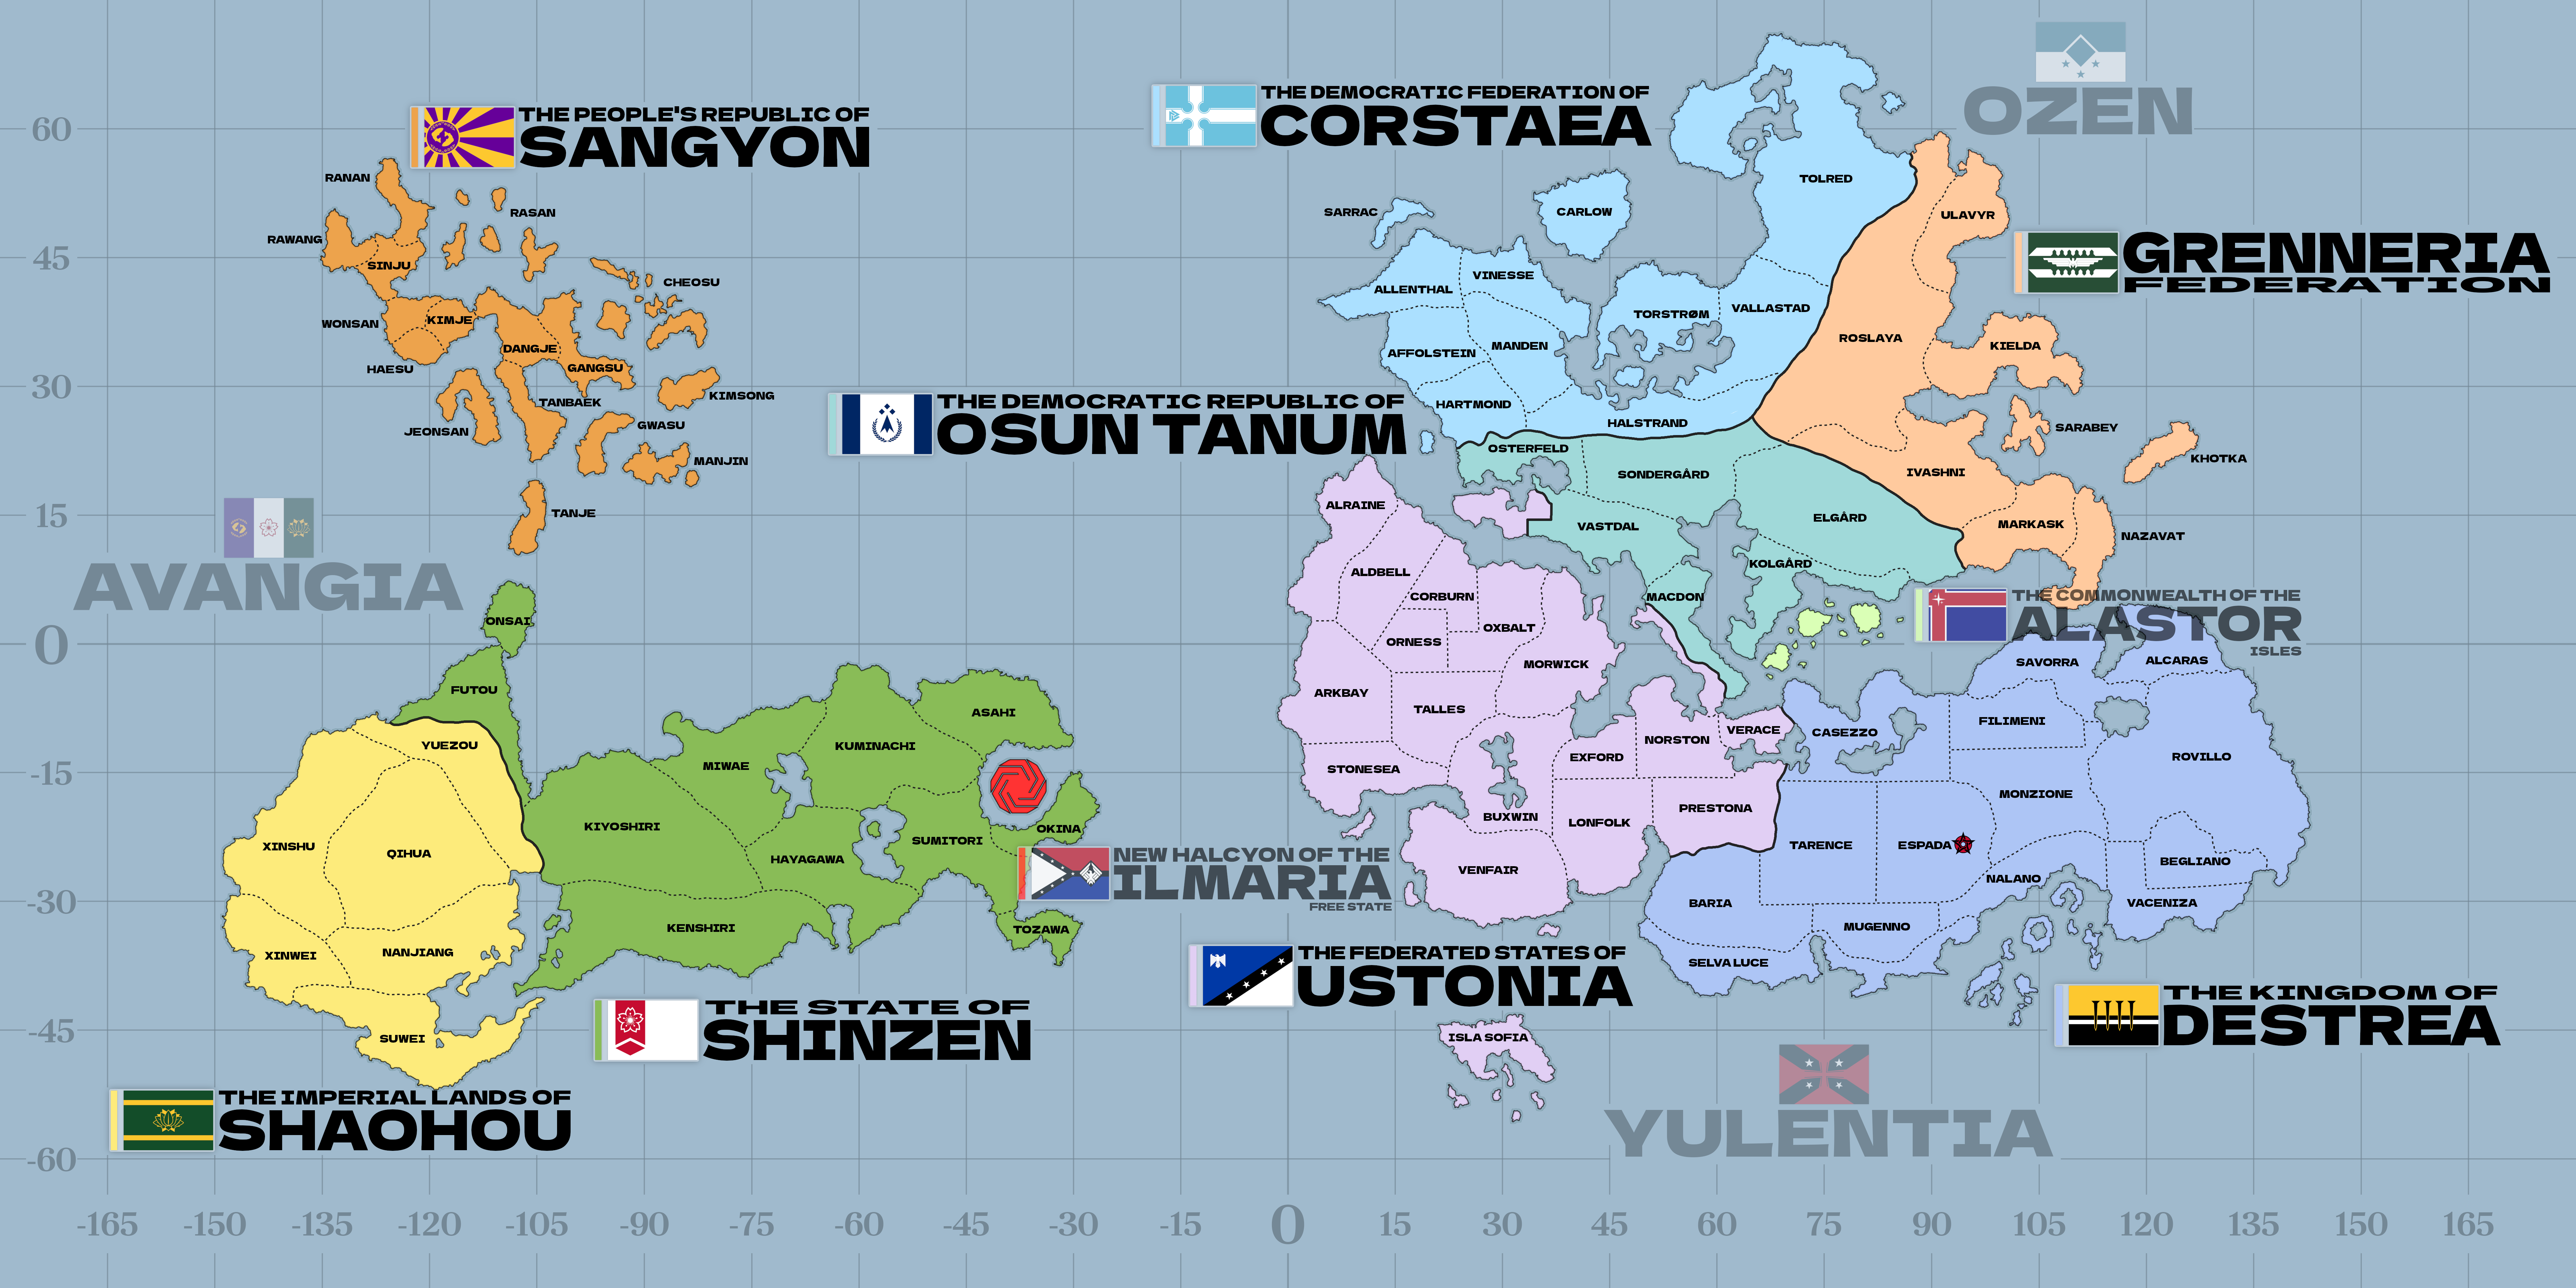 THE PEOPLE'S REPUBLIC OF
SANGYON
RANAN
RASAN
RAWANG
SINJU
CHEOSU
WONSAN
KIMJE
DANGJE
HAESU
GANGSU
KIMSONG
TANBAEK
JEONSAN
GWASU
MANJIN
TANJE
AVANGIA
ONSAI
FUTOU
YUEZOU
XINSHU
QIHUA
XINWEI
NANJIANG
SUWEI
THE IMPERIAL LANDS OF
SHAOHOU
ASAHI
KUMINACHI
MIWAE
KIYOSHIRI
OKINA
SUMITORI
HAYAGAWA
KENSHIRI
TOZAWA
THE STATE OF
SHINZEN
NEW HALCYON OF THE
ILMARIA
FREE STATE
THE DEMOCRATIC FEDERATION OF
CORSTAEA
TOLRED
SARRAC
CARLOW
VINESSE
ALLENTHAL
TORSTRØM
VALLASTAD
AFFOLSTEIN
MANDEN
HARTMOND
HALSTRAND
OZEN
GRENNERIA
FEDERATION
ULAVYR
ROSLAYA
KIELDA
SARABEY
KHOTKA
IVASHNI
MARKASK
NAZAVAT
THE DEMOCRATIC REPUBLIC OF
OSUN TANUM
OSTERFELD
SONDERGÅRD
VASTDAL
ELGÅRD
KOLGÅRD
MACDON
THE COMMONWEALTH OF THE
ALASTOR
ISLES
ALRAINE
ALDBELL
CORBURN
ORNESS
OXBALT
MORWICK
ARKBAY
TALLES
STONESEA
EXFORD
NORSTON
VERACE
BUXWIN
LONFOLK
PRESTONA
VENFAIR
THE FEDERATED STATES OF
USTONIA
ISLA SOFIA
SAVORRA
ALCARAS
CASEZZO
FILIMENI
ROVILLO
MONZIONE
TARENCE
ESPADA
NALANO
BEGLIANO
BARIA
MUGENNO
VACENIZA
SELVA LUCE
THE KINGDOM OF
DESTREA
YULENTIA
60
45
30
15
0
-15
-30
-45
-60
-165 -150 -135 -120 -105 -90 -75 -60 -45 -30 -15 0 15 30 45 60 75 90 105 120 135 150 165